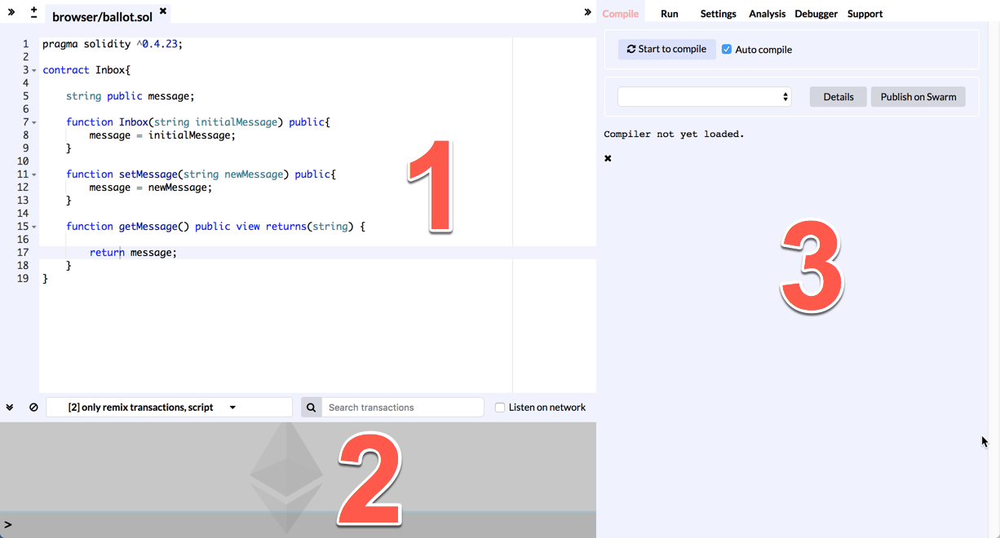 browser/ballot.sol
Compile Run Settings Analysis Debugger Support
1 pragma solidity ^0.4.23;
2
3 contract Inbox{
4
5 string public message;
6
7 function Inbox(string initialMessage) public{
8 message = initialMessage;
9 }
10
11 function setMessage(string newMessage) public{
12 message = newMessage;
13 }
14
15 function getMessage() public view returns(string) {
16
17 return message;
18 }
19 }
1
[2] only remix transactions, script
Search transactions
Listen on network
2
>
Start to compile
Auto compile
Details
Publish on Swarm
Compiler not yet loaded.
3